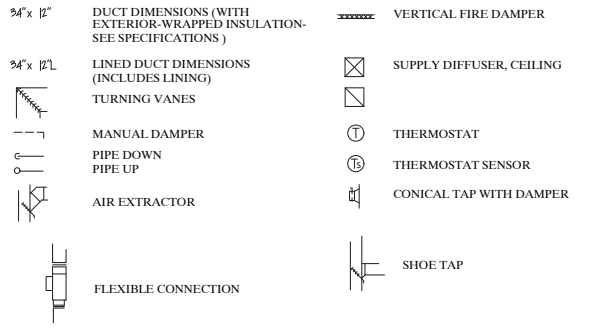 34"x 12"
DUCT DIMENSIONS (WITH
EXTERIOR-WRAPPED INSULATION-
SEE SPECIFICATIONS )
34"x 12"L
LINED DUCT DIMENSIONS
(INCLUDES LINING)
TURNING VANES
MANUAL DAMPER
PIPE DOWN
PIPE UP
AIR EXTRACTOR
FLEXIBLE CONNECTION
VERTICAL FIRE DAMPER
SUPPLY DIFFUSER, CEILING
T
THERMOSTAT
Ts
THERMOSTAT SENSOR
CONICAL TAP WITH DAMPER
SHOE TAP